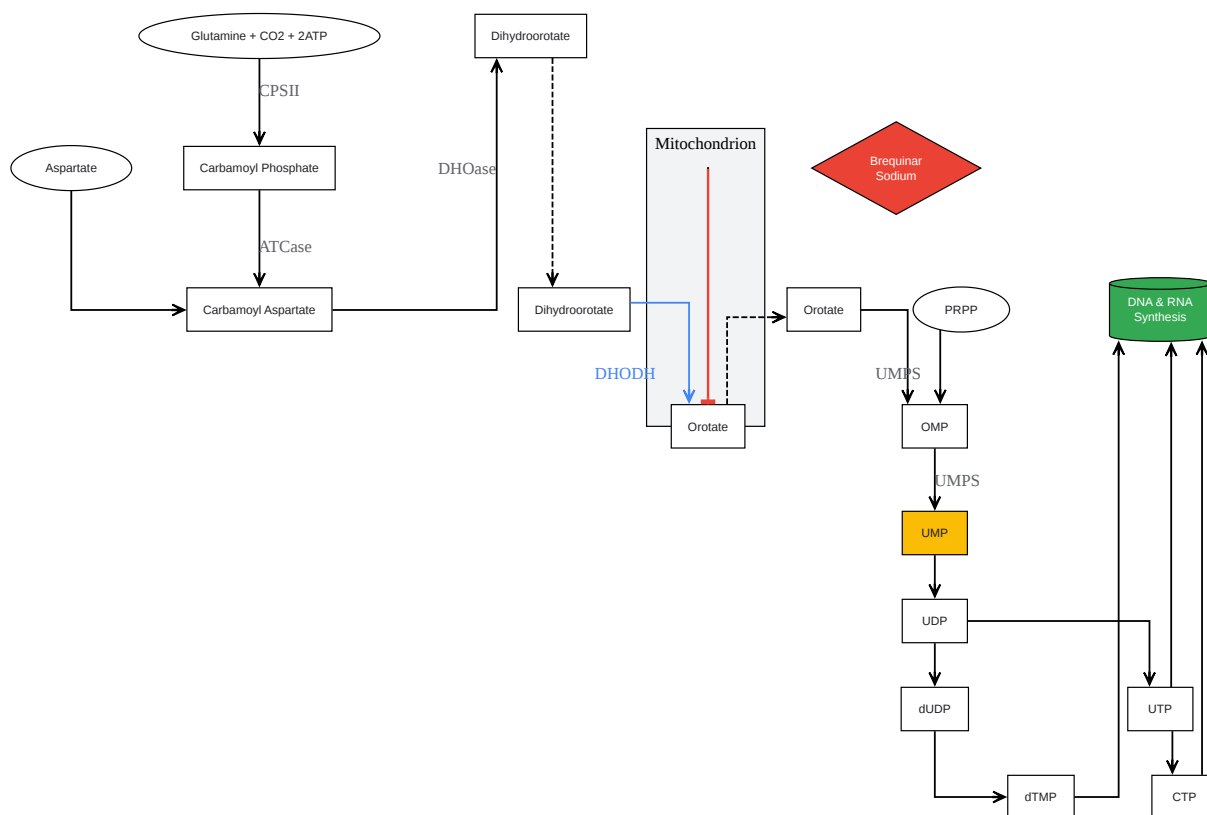 Glutamine + CO2 + 2ATP
Dihydroorotate
CPSII
Mitochondrion
Aspartate
Carbamoyl Phosphate
DHOase
Brequinar
Sodium
ATCase
Carbamoyl Aspartate
Dihydroorotate
Orotate
PRPP
DNA & RNA
Synthesis
DHODH
UMPS
Orotate
OMP
UMPS
UMP
UDP
dUDP
UTP
dTMP
CTP